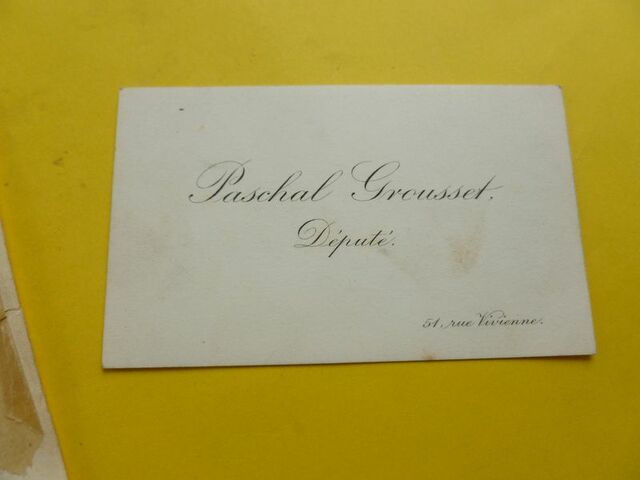 Paschal Grousset.
Député.
51, rue Vivienne.